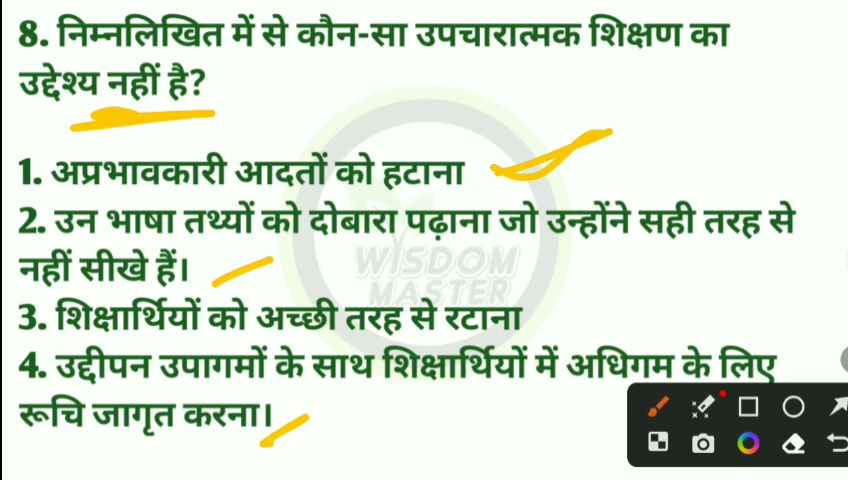 8. निम्नलिखित में से कौन-सा उपचारात्मक शिक्षण का
उद्देश्य नहीं है?
1. अप्रभावकारी आदतों को हटाना
2. उन भाषा तथ्यों को दोबारा पढ़ाना जो उन्होंने सही तरह से
नहीं सीखे हैं।
WISDOM
MASTER
3. शिक्षार्थियों को अच्छी तरह से रटाना
4. उद्दीपन उपागमों के साथ शिक्षार्थियों में अधिगम के लिए
रूचि जागृत करना।